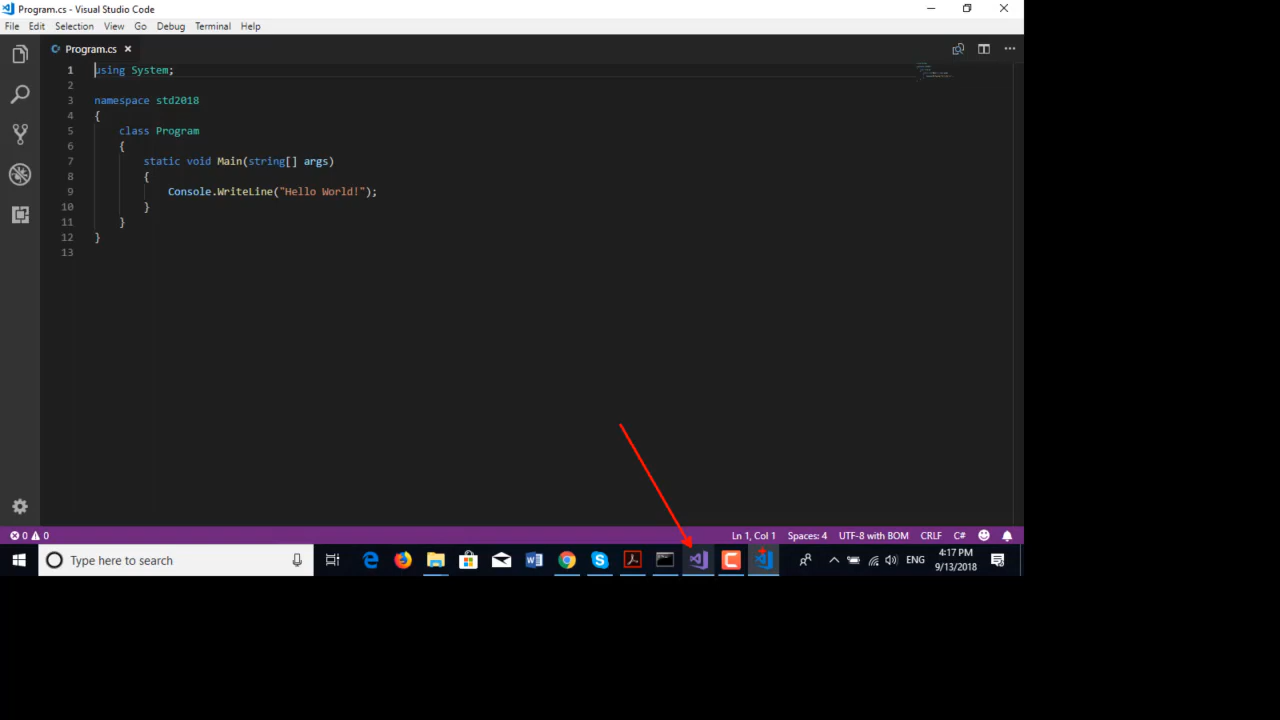 Program.cs - Visual Studio Code
File Edit Selection View Go Debug Terminal Help
Program.cs
1 using System;
2
3 namespace std2018
4 {
5 class Program
6 {
7 static void Main(string[] args)
8 {
9 Console.WriteLine("Hello World!");
10 }
11 }
12 }
13
0 0 Ln 1, Col 1 Spaces: 4 UTF-8 with BOM CRLF C#
Type here to search
ENG
4:17 PM
9/13/2018